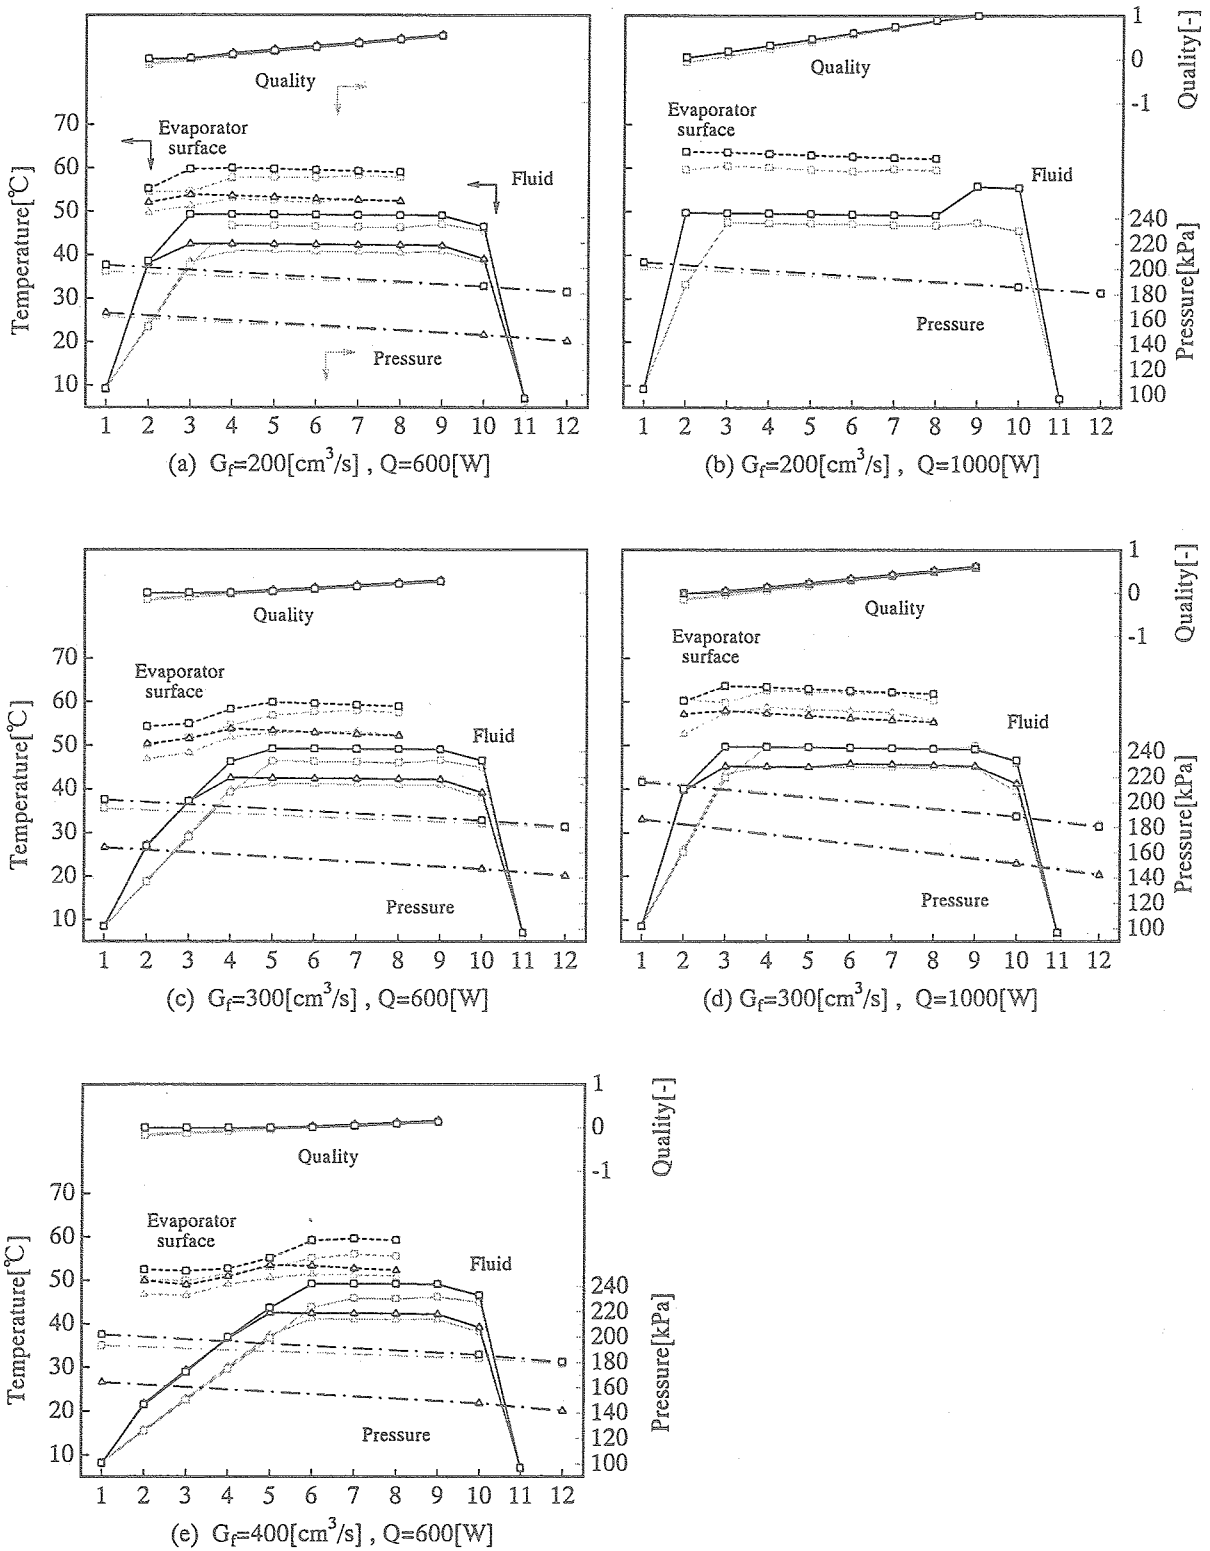 1
0
-1
Quality[-]
Quality
Quality
Evaporator
surface
Evaporator
surface
Fluid
Fluid
Temperature[℃]
70
60
50
40
30
20
10
240
220
200
180
160
140
120
100
Pressure[kPa]
Pressure
Pressure
1 2 3 4 5 6 7 8 9 10 11 12
1 2 3 4 5 6 7 8 9 10 11 12
(a) Gf=200[cm³/s] , Q=600[W]
(b) Gf=200[cm³/s] , Q=1000[W]
1
0
-1
Quality[-]
Quality
Quality
Evaporator
surface
Evaporator
surface
Fluid
Fluid
Temperature[℃]
70
60
50
40
30
20
10
240
220
200
180
160
140
120
100
Pressure[kPa]
Pressure
Pressure
1 2 3 4 5 6 7 8 9 10 11 12
1 2 3 4 5 6 7 8 9 10 11 12
(c) Gf=300[cm³/s] , Q=600[W]
(d) Gf=300[cm³/s] , Q=1000[W]
1
0
-1
Quality[-]
Quality
Evaporator
surface
Fluid
Temperature[℃]
70
60
50
40
30
20
10
240
220
200
180
160
140
120
100
Pressure[kPa]
Pressure
1 2 3 4 5 6 7 8 9 10 11 12
(e) Gf=400[cm³/s] , Q=600[W]